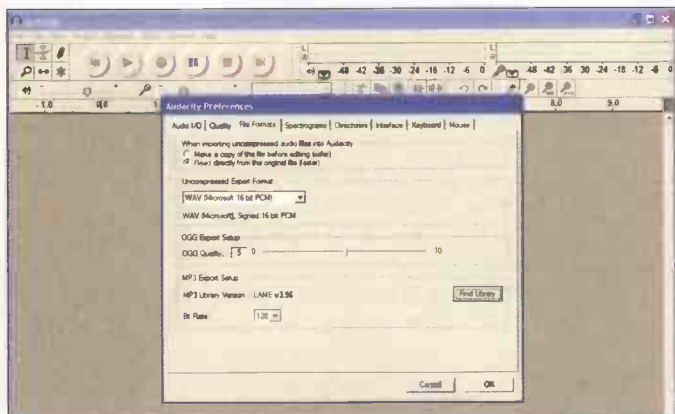 L
R
L
R
-48 -42 -36 -30 -24 -18 -12 -6 0
-48 -42 36 30 -24 -18 -12 -6 0
-1.0 0,0 1 8.0 9.0
Audacity Preferences
Audio I/O | Quality | File Formats | Spectrograms | Directories | Interface | Keyboard | Mouse
When importing uncompressed audio files into Audacity
Make a copy of the file before editing (safer)
Read directly from the original file (faster)
Uncompressed Export Format
WAV (Microsoft 16 bit PCM)
WAV (Microsoft), Signed 16 bit PCM
OGG Export Setup
OGG Quality: 5 0 10
MP3 Export Setup
MP3 Library Version: LAME v3.96 Find Library
Bit Rate 128
Cancel OK